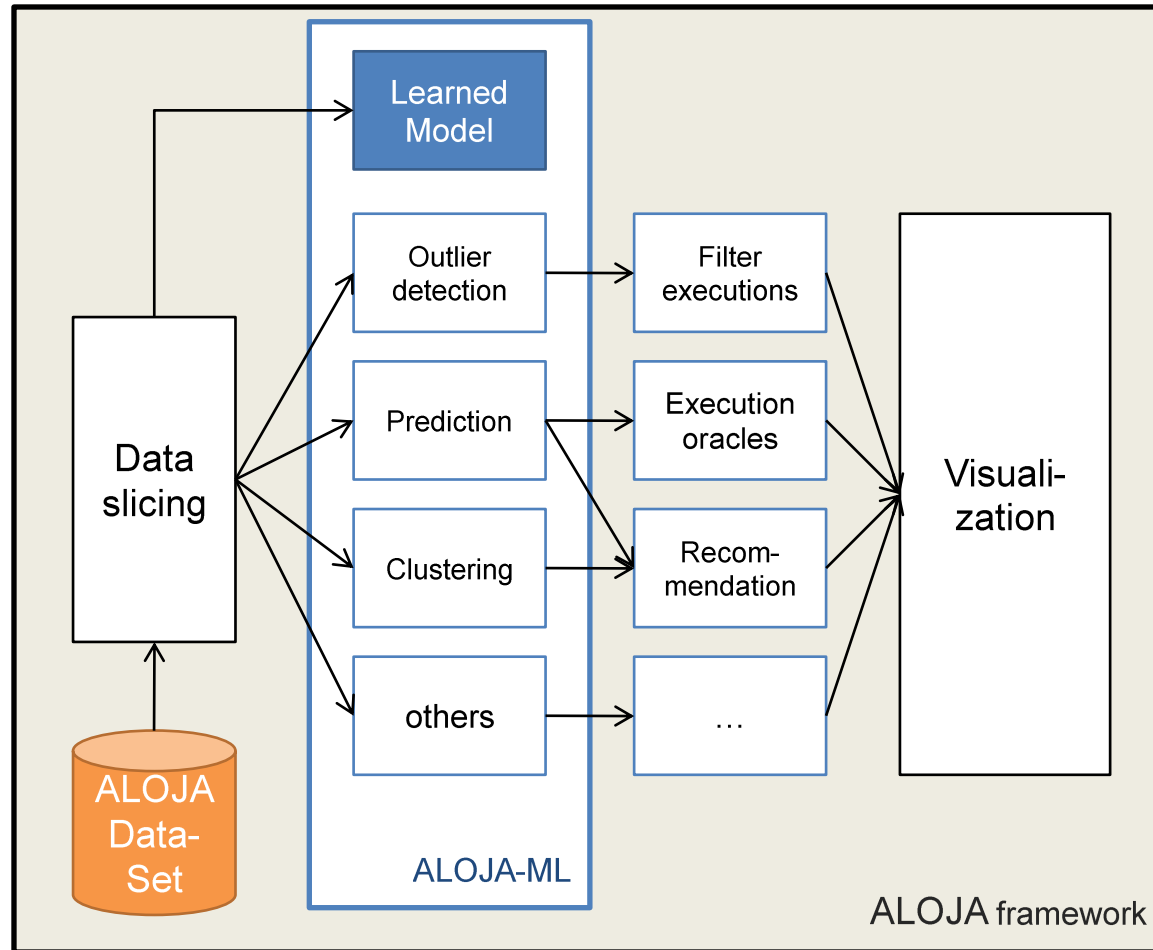 Learned
Model
Outlier
detection
Filter
executions
Data
slicing
Prediction
Execution
oracles
Visuali-
zation
Clustering
Recom-
mendation
others
…
ALOJA
Data-
Set
ALOJA-ML
ALOJA framework